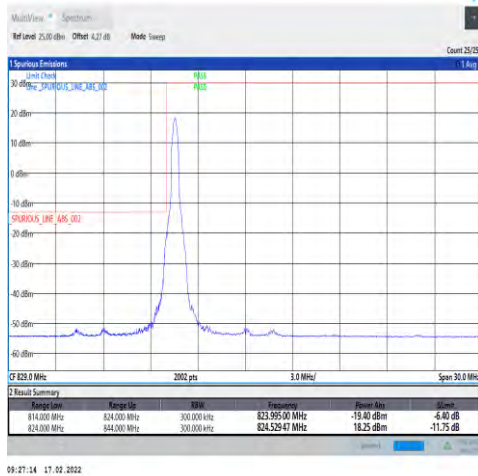 MultiView Spectrum
Ref Level 25.00 dBm Offset 4.27 dB Mode Sweep
Count 25/25
1 Spurious Emissions 1 Avg
Limit Check PASS
Line _SPURIOUS_LINE_ABS_002 PASS
30 dBm
20 dBm
10 dBm
0 dBm
-10 dBm
_SPURIOUS_LINE_ABS_002
-20 dBm
-30 dBm
-40 dBm
-50 dBm
-60 dBm
CF 829.0 MHz 2002 pts 3.0 MHz/ Span 30.0 MHz
2 Result Summary
Range Low Range Up RBW Frequency Power Abs ΔLimit
814.000 MHz 824.000 MHz 300.000 kHz 823.99500 MHz -19.40 dBm -6.40 dB
824.000 MHz 844.000 MHz 300.000 kHz 824.52947 MHz 18.25 dBm -11.75 dB
09:27:14 17.02.2022